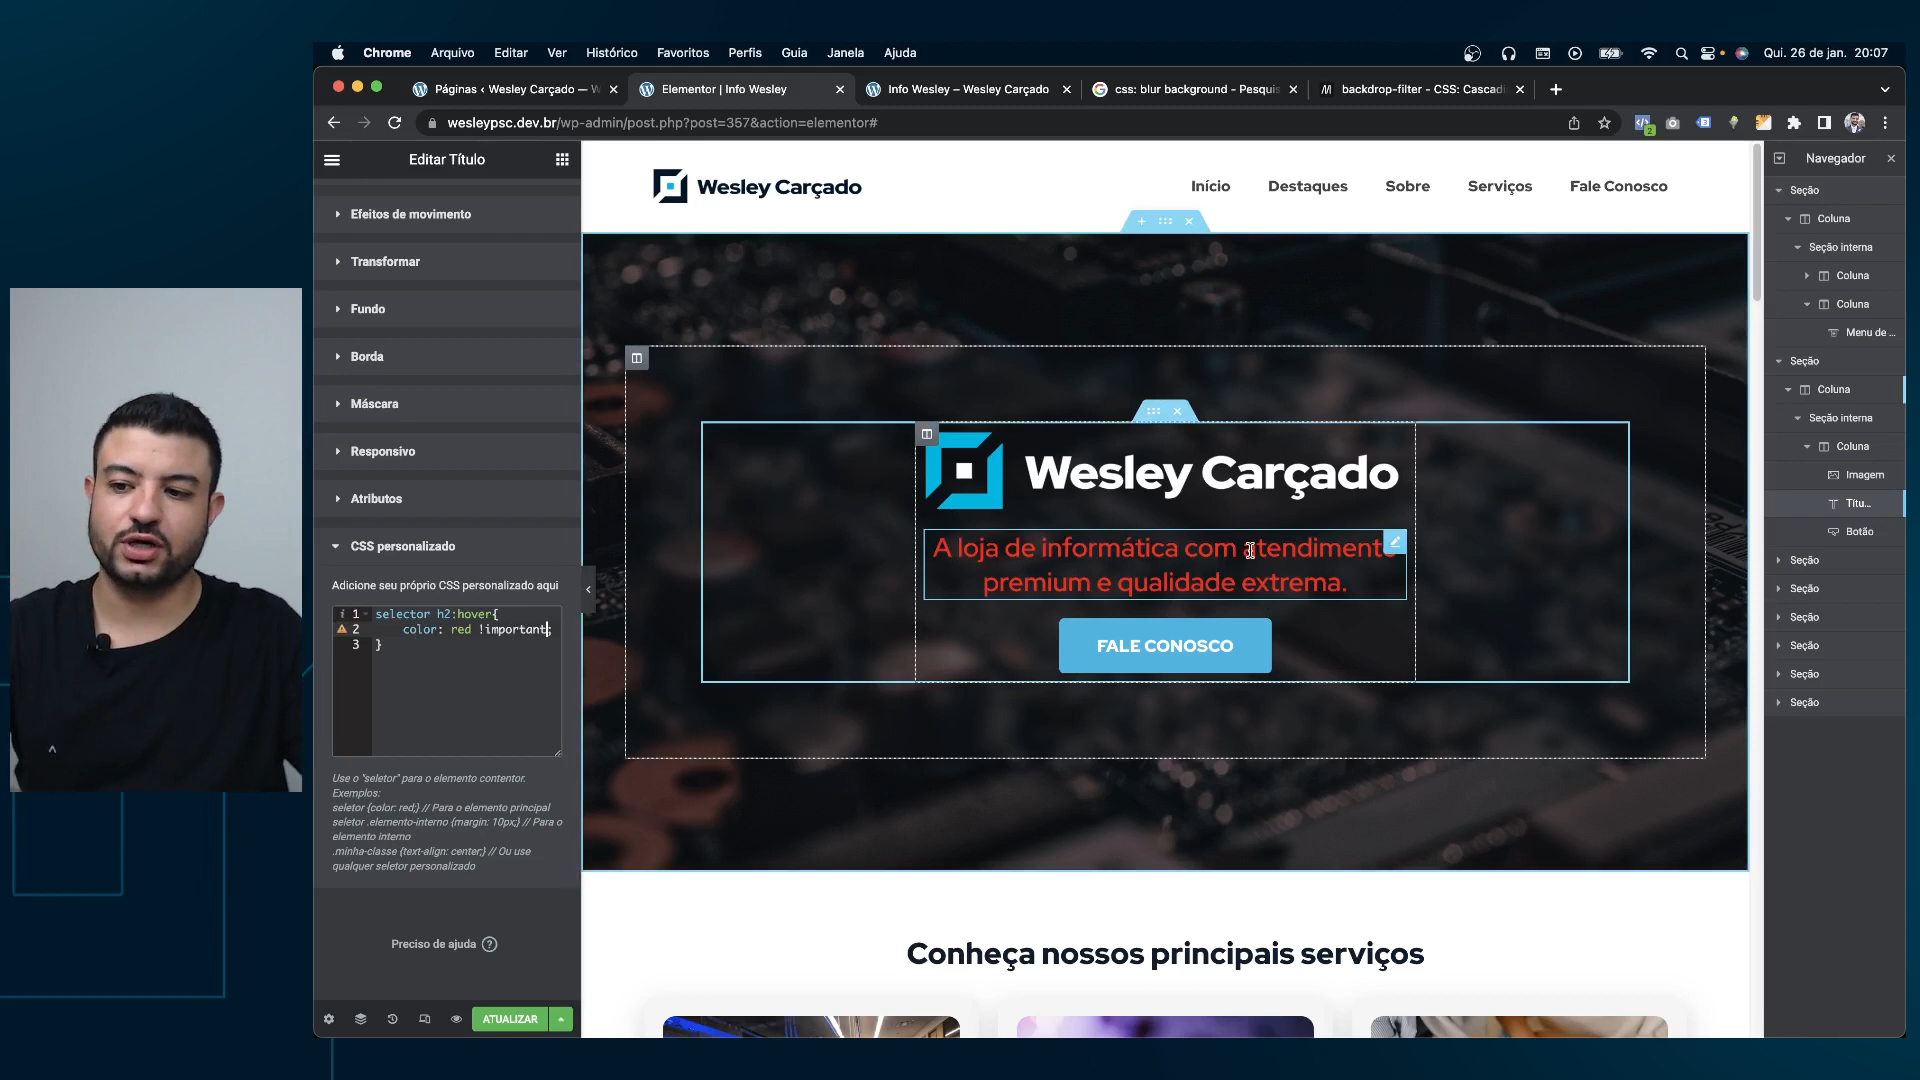 Chrome Arquivo Editar Ver Histórico Favoritos Perfis Guia Janela Ajuda
Qui. 26 de jan. 20:07
Páginas ‹ Wesley Carçado — W
Elementor | Info Wesley
Info Wesley – Wesley Carçado
css: blur background - Pesquis
backdrop-filter - CSS: Cascadi
wesleypsc.dev.br/wp-admin/post.php?post=357&action=elementor#
2
Editar Título
Efeitos de movimento
Transformar
Fundo
Borda
Máscara
Responsivo
Atributos
CSS personalizado
Adicione seu próprio CSS personalizado aqui
1 selector h2:hover{
2 color: red !important;
3 }
Use o "seletor" para o elemento contentor.
Exemplos:
seletor {color: red;} // Para o elemento principal
seletor .elemento-interno {margin: 10px;} // Para o
elemento interno
.minha-classe {text-align: center;} // Ou use
qualquer seletor personalizado
Preciso de ajuda ?
ATUALIZAR
Wesley Carçado
Início Destaques Sobre Serviços Fale Conosco
Wesley Carçado
A loja de informática com atendimento
premium e qualidade extrema.
FALE CONOSCO
Conheça nossos principais serviços
Navegador
Seção
Coluna
Seção interna
Coluna
Coluna
Menu de ...
Seção
Coluna
Seção interna
Coluna
Imagem
Títu...
Botão
Seção
Seção
Seção
Seção
Seção
Seção